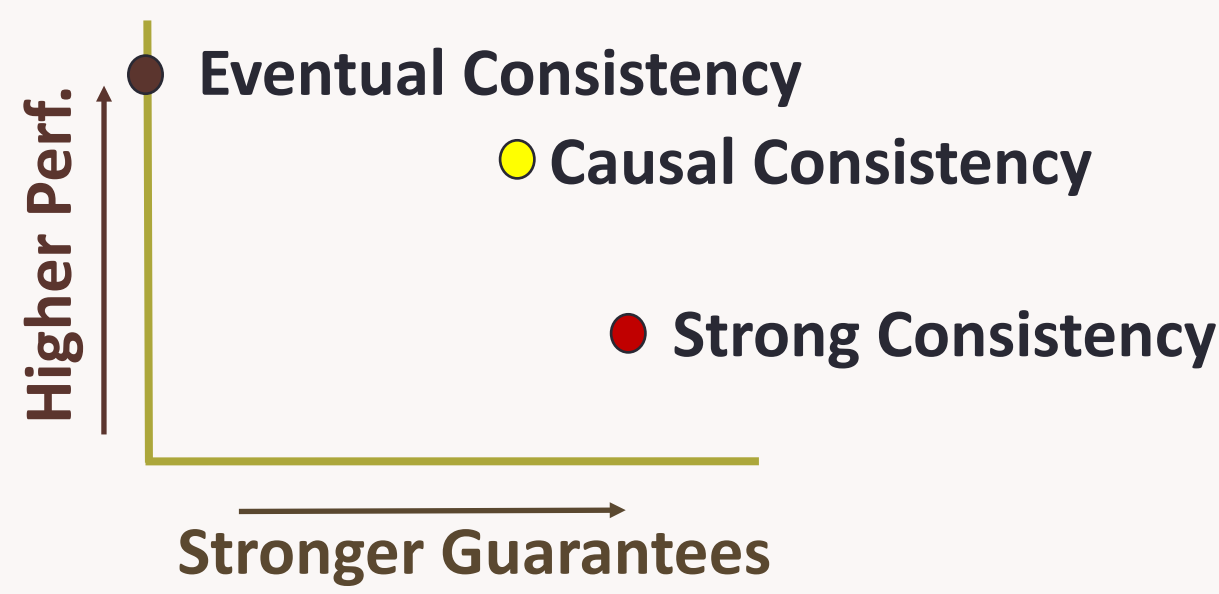 Eventual Consistency
Causal Consistency
Higher Perf.
Strong Consistency
Stronger Guarantees